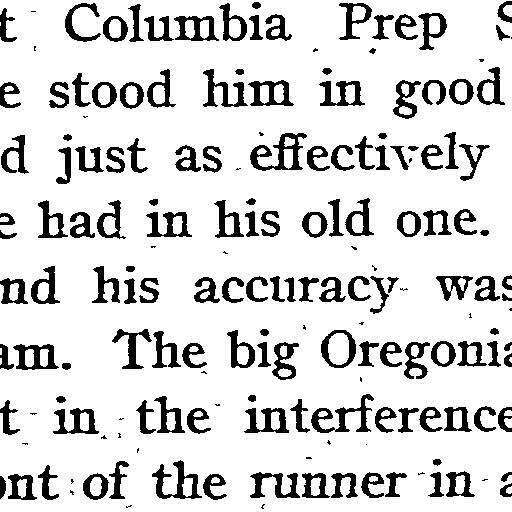 t Columbia Prep S
e stood him in good
d just as effectively
e had in his old one.
nd his accuracy was
am. The big Oregonia
t in the interference
ont of the runner in a